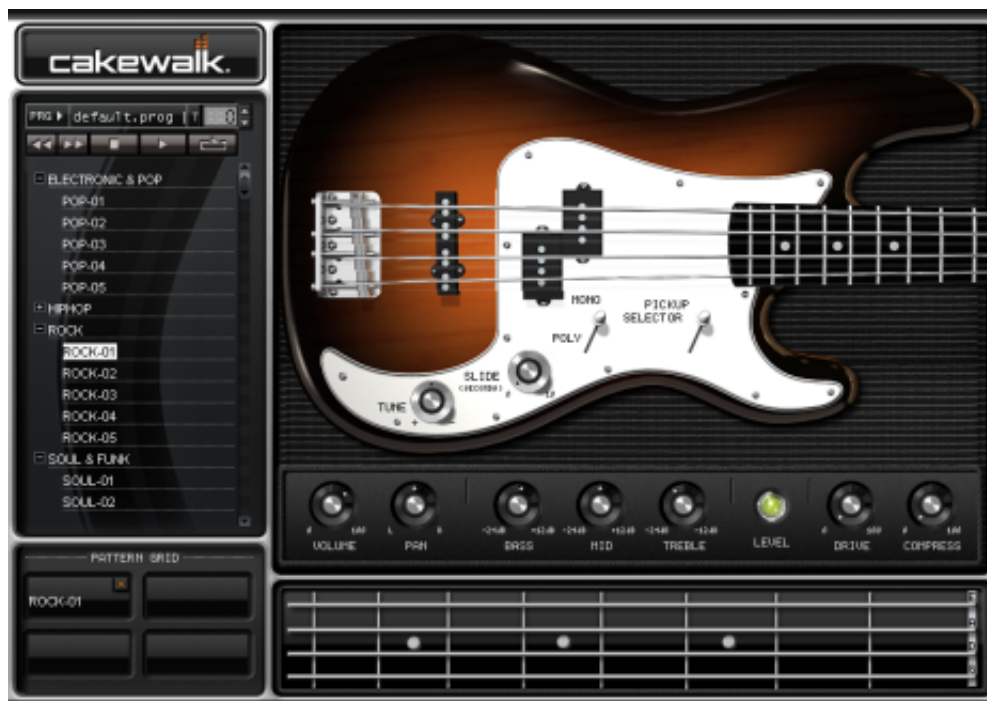 cakewalk.
PRG default.prog
ELECTRONIC & POP
POP-01
POP-02
POP-03
POP-04
POP-05
HIPHOP
ROCK
ROCK-01
ROCK-02
ROCK-03
ROCK-04
ROCK-05
SOUL & FUNK
SOUL-01
SOUL-02
PATTERN GRID
ROCK-01
MONO
POLY
PICKUP
SELECTOR
SLIDE
TUNE
L R
VOLUME PAN BASS MID TREBLE LEVEL DRIVE COMPRESS